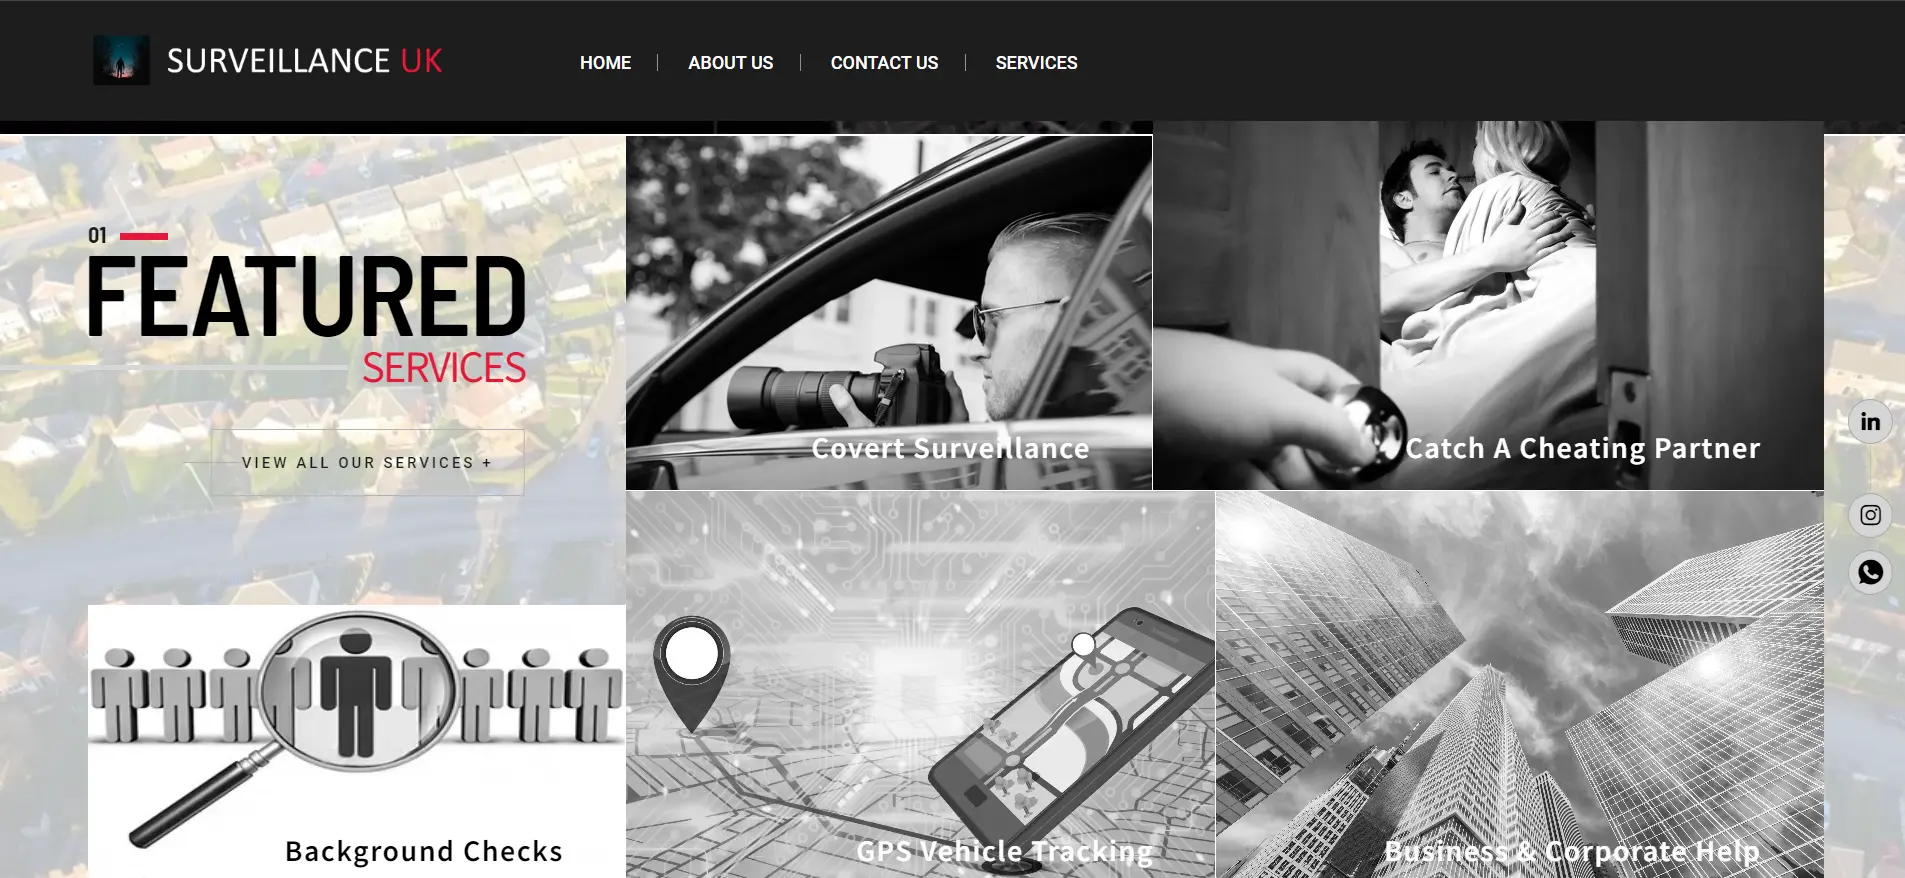 SURVEILLANCE UK
HOME
ABOUT US
CONTACT US
SERVICES
01
FEATURED
SERVICES
VIEW ALL OUR SERVICES +
Covert Surveillance
Catch A Cheating Partner
in
Background Checks
GPS Vehicle Tracking
Business & Corporate Help